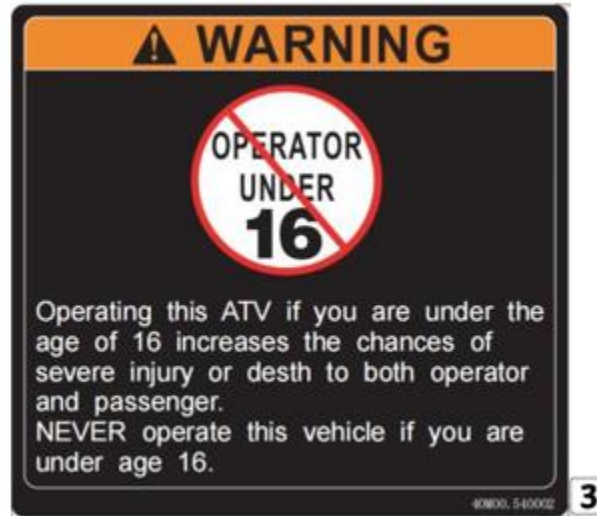 WARNING
OPERATOR
UNDER
16
Operating this ATV if you are under the
age of 16 increases the chances of
severe injury or desth to both operator
and passenger.
NEVER operate this vehicle if you are
under age 16.
40M00.540002
3